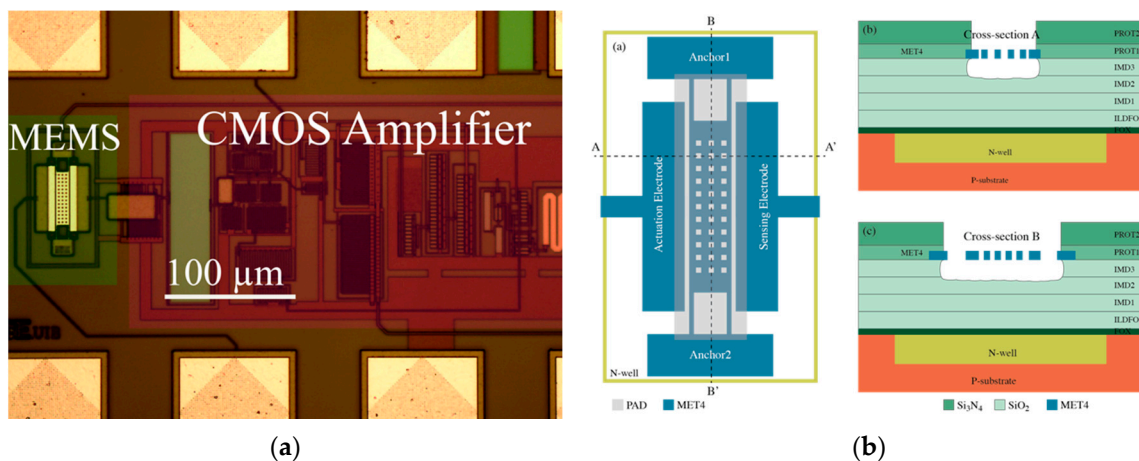 MEMS
CMOS Amplifier
100 μm
(a)
(a)
B
Anchor1
A
A'
Actuation Electrode
Sensing Electrode
Anchor2
N-well
B'
PAD
MET4
(b)
Cross-section A
MET4
PROT2
PROT1
IMD3
IMD2
IMD1
ILDFO
FOX
N-well
P-substrate
(c)
Cross-section B
MET4
PROT2
PROT1
IMD3
IMD2
IMD1
ILDFO
FOX
N-well
P-substrate
Si₃N₄
SiO₂
MET4
(b)